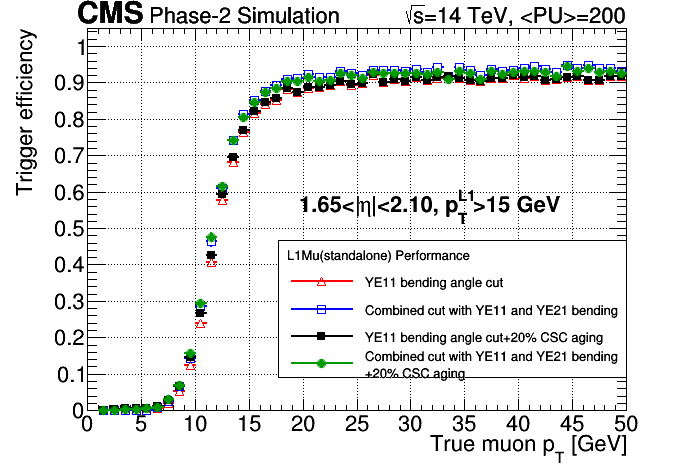 CMS Phase-2 Simulation √s=14 TeV, <PU>=200
Trigger efficiency
1
0.9
0.8
0.7
0.6
0.5
0.4
0.3
0.2
0.1
0
1.65<|η|<2.10, p_T^L1>15 GeV
L1Mu(standalone) Performance
YE11 bending angle cut
Combined cut with YE11 and YE21 bending
YE11 bending angle cut+20% CSC aging
Combined cut with YE11 and YE21 bending
+20% CSC aging
0 5 10 15 20 25 30 35 40 45 50
True muon p_T [GeV]